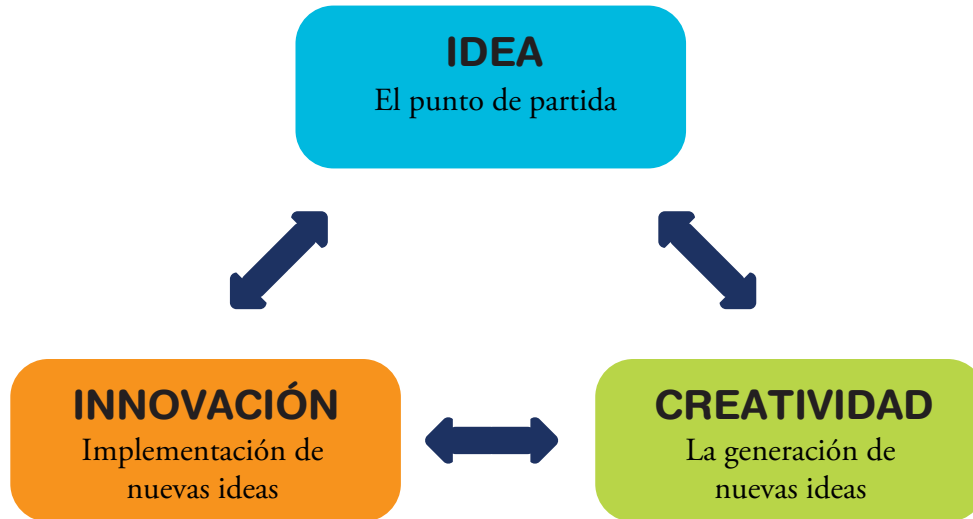 IDEA
El punto de partida
INNOVACIÓN
Implementación de
nuevas ideas
CREATIVIDAD
La generación de
nuevas ideas